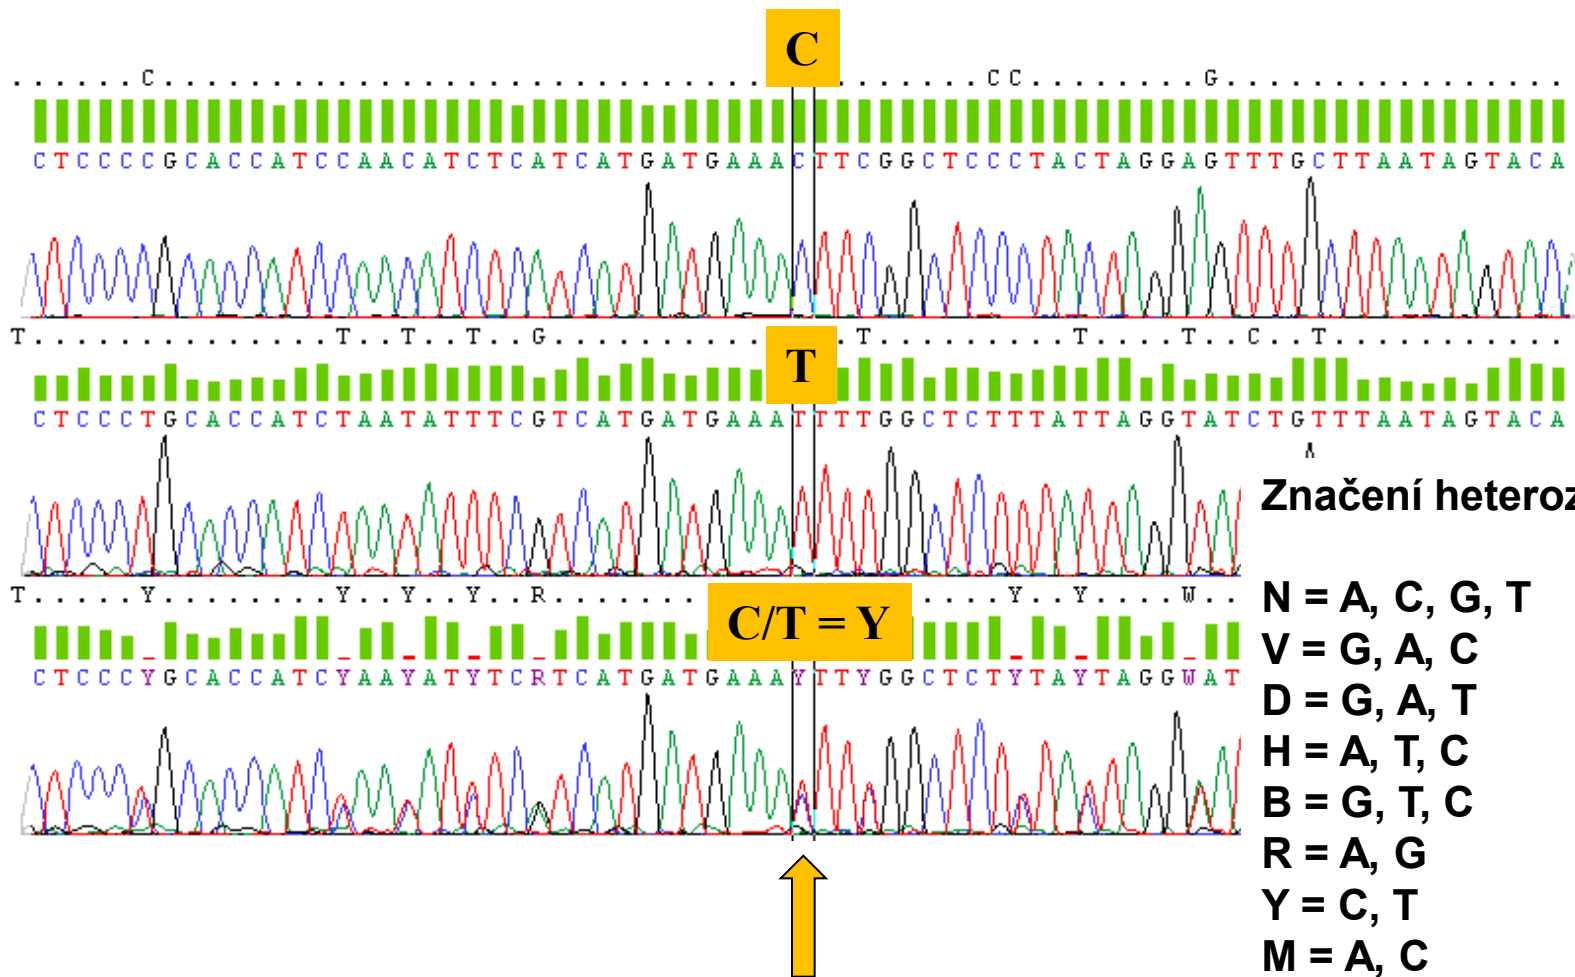 C
......C............................ .......CC........G................
CTCCCCGCACCATCCAACATCTCATCATGATGAAACTTCGGCTCCCTACTAGGAGTTTGCTTAATAGTACA
T..............T..T..T..G.......... .T.........T....T..C..T...........
T
CTCCCTGCACCATCTAATATTTCGTCATGATGAAATTTTGGCTCTTTATTAGGTATCTGTTTAATAGTACA
T.....Y........Y..Y..Y..R....... ....Y..Y....W..
C/T = Y
CTCCCYGCACCATCYAAYATYTCRTCATGATGAAAYTTYGGCTCTYTAYTAGGWAT
Značení heteroz
N = A, C, G, T
V = G, A, C
D = G, A, T
H = A, T, C
B = G, T, C
R = A, G
Y = C, T
M = A, C